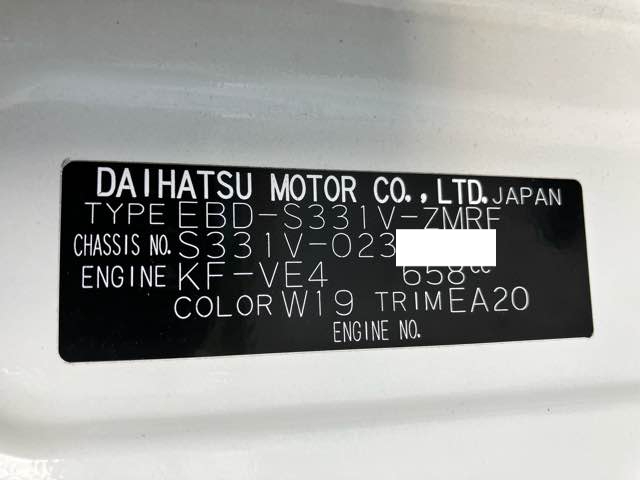 DAIHATSU MOTOR CO.,LTD. JAPAN
TYPE EBD-S331V-ZMRF
CHASSIS NO. S331V-023
ENGINE KF-VE4 658cc
COLOR W19 TRIM EA20
ENGINE NO.